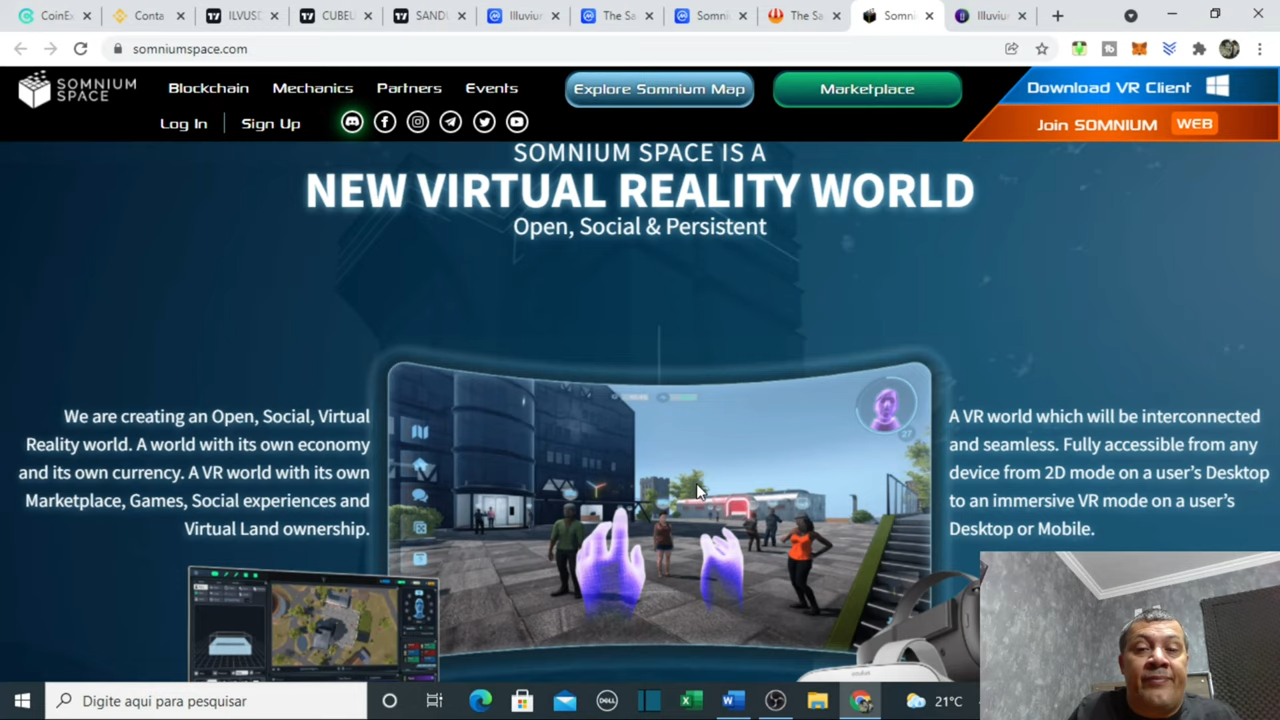 CoinEx
Conta
ILVUSD
CUBEU
SANDU
Illuvium
The Sa
Somni
The Sa
Somn
Illuviu
somniumspace.com
SOMNIUM
SPACE
Blockchain
Mechanics
Partners
Events
Explore Somnium Map
Marketplace
Download VR Client
Log In
Sign Up
Join SOMNIUM WEB
SOMNIUM SPACE IS A
NEW VIRTUAL REALITY WORLD
Open, Social & Persistent
We are creating an Open, Social, Virtual
Reality world. A world with its own economy
and its own currency. A VR world with its own
Marketplace, Games, Social experiences and
Virtual Land ownership.
27
A VR world which will be interconnected
and seamless. Fully accessible from any
device from 2D mode on a user's Desktop
to an immersive VR mode on a user's
Desktop or Mobile.
oculus
Digite aqui para pesquisar
DELL
21°C